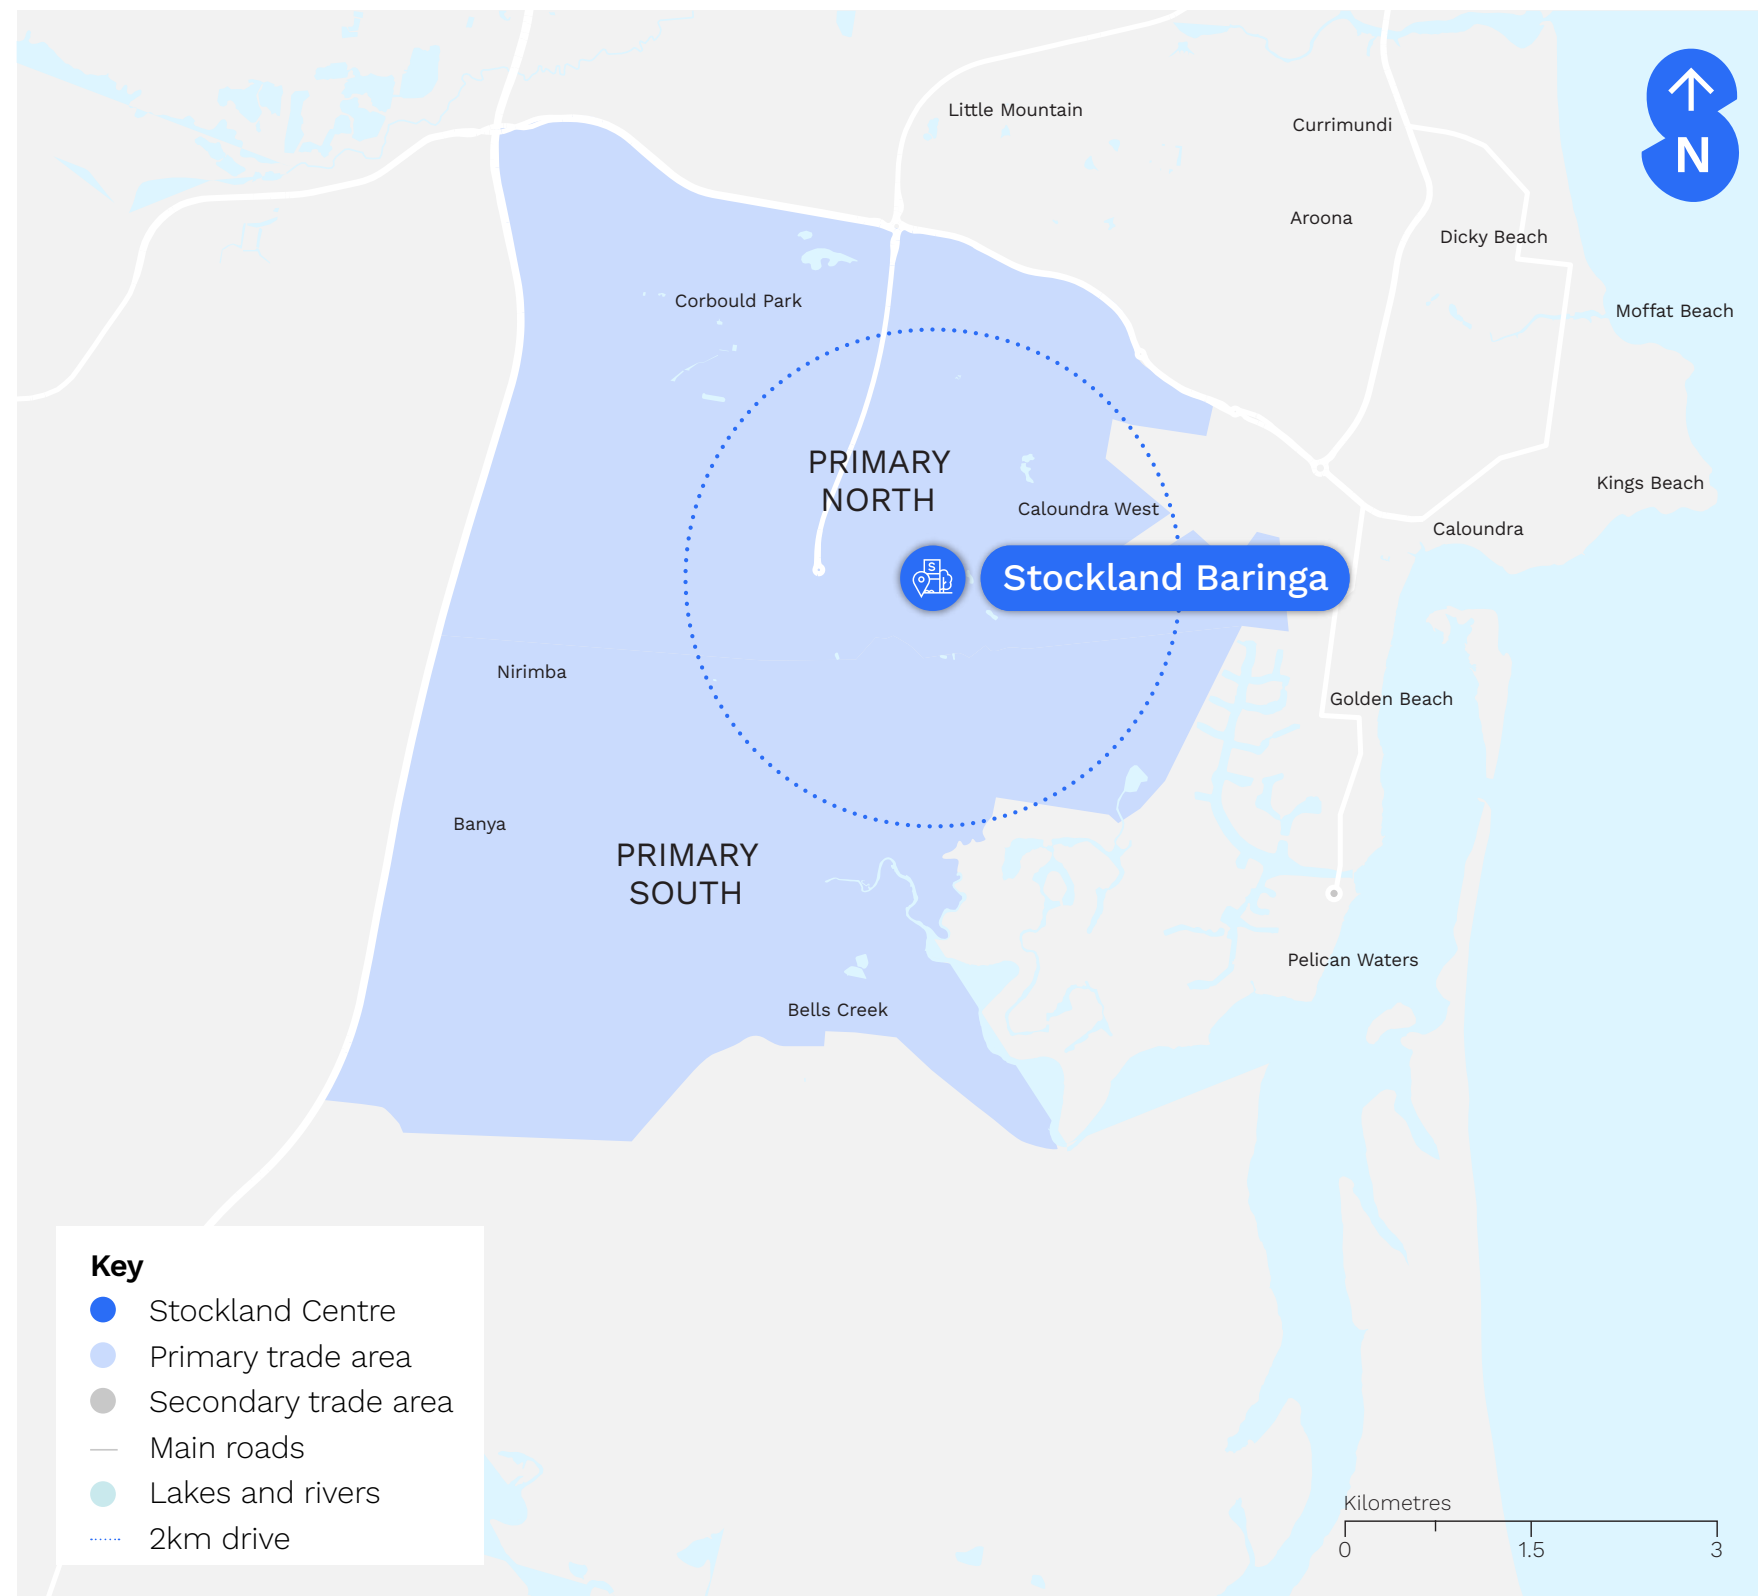 Little Mountain
Currimundi
N
Aroona
Dicky Beach
Corbould Park
Moffat Beach
PRIMARY
NORTH
Kings Beach
Caloundra West
Caloundra
S
Stockland Baringa
Nirimba
Golden Beach
Banya
PRIMARY
SOUTH
Pelican Waters
Bells Creek
Key
Stockland Centre
Primary trade area
Secondary trade area
Main roads
Lakes and rivers
2km drive
Kilometres
0 1.5 3